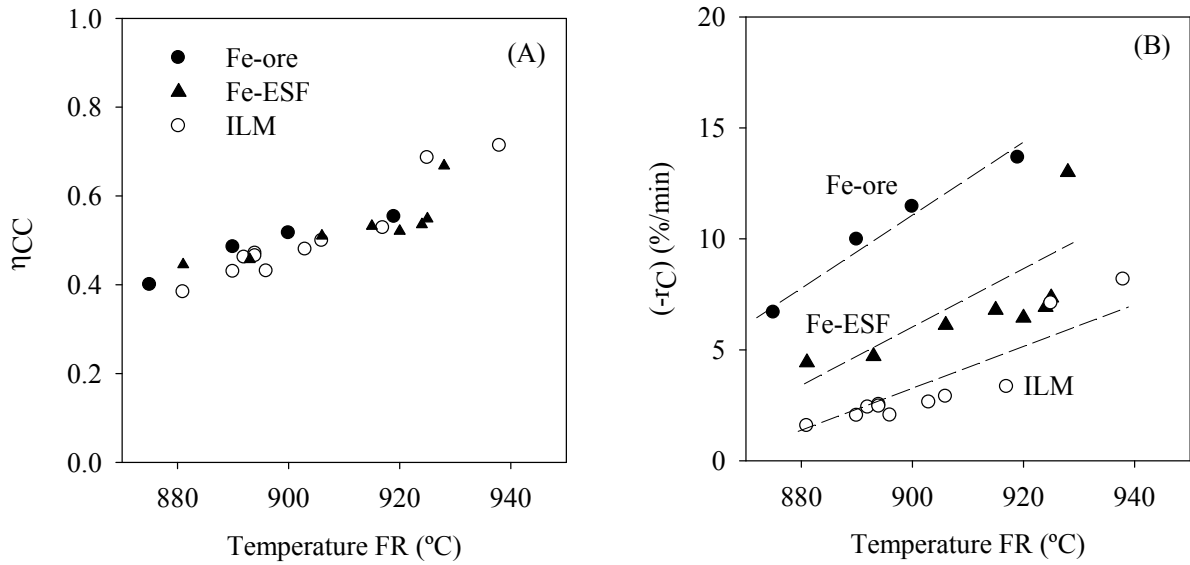 1.0
0.8
0.6
0.4
0.2
0.0
ηCC
Fe-ore
Fe-ESF
ILM
(A)
880 900 920 940
Temperature FR (ºC)
20
15
10
5
0
(-rC) (%/min)
(B)
Fe-ore
Fe-ESF
ILM
880 900 920 940
Temperature FR (ºC)